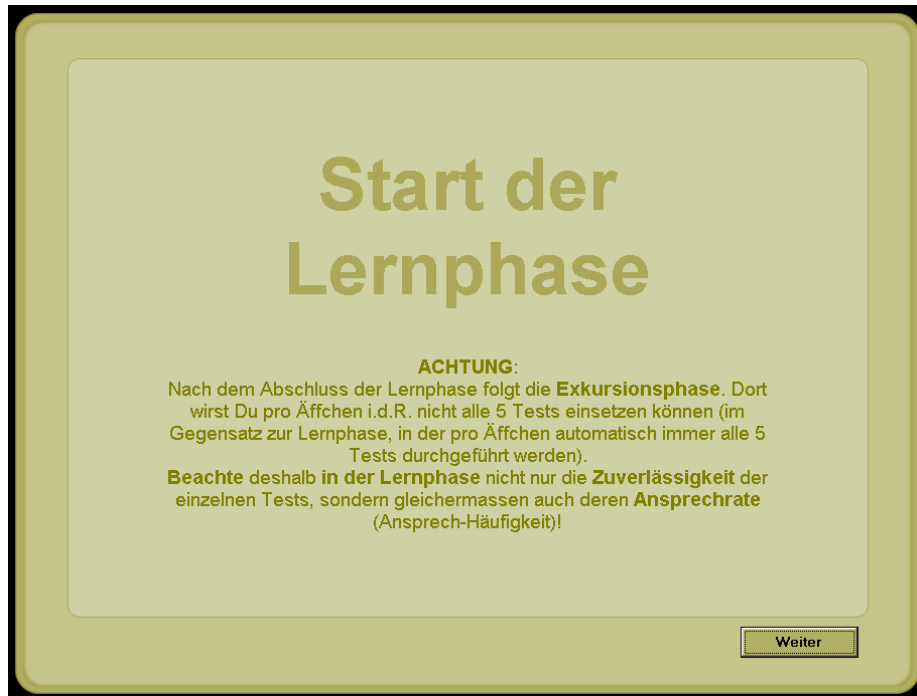 Start der
Lernphase
ACHTUNG:
Nach dem Abschluss der Lernphase folgt die Exkursionsphase. Dort
wirst Du pro Äffchen i.d.R. nicht alle 5 Tests einsetzen können (im
Gegensatz zur Lernphase, in der pro Äffchen automatisch immer alle 5
Tests durchgeführt werden).
Beachte deshalb in der Lernphase nicht nur die Zuverlässigkeit der
einzelnen Tests, sondern gleichermassen auch deren Ansprechrate
(Ansprech-Häufigkeit)!
Weiter